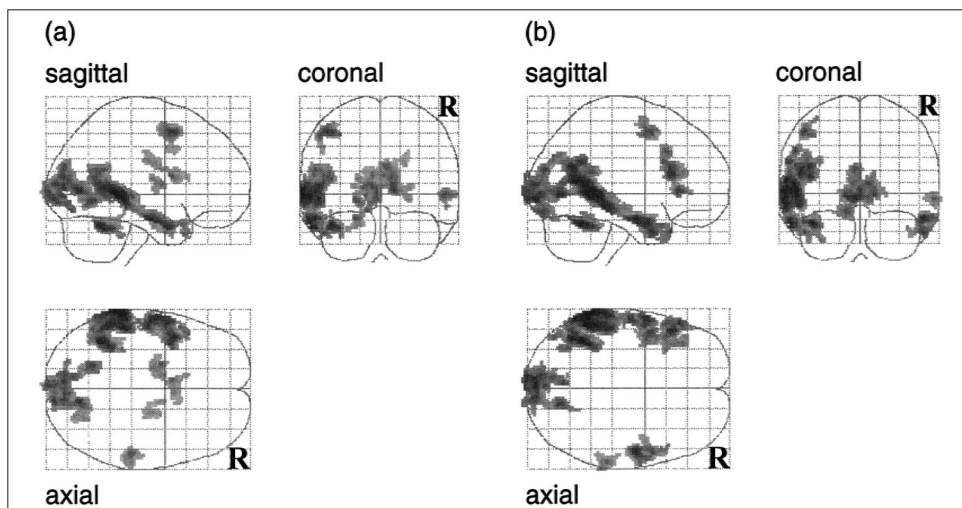 (a) (b)
sagittal coronal sagittal coronal
R R
R R
axial axial